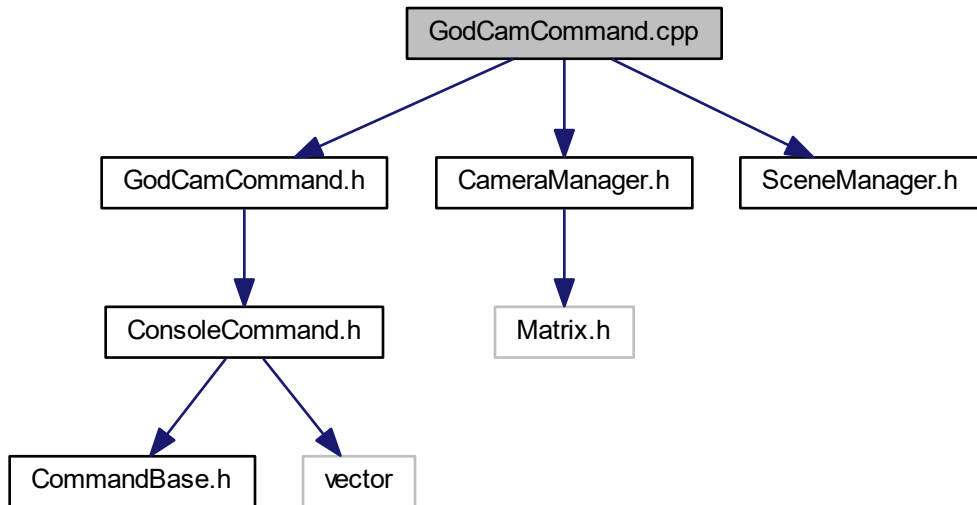 GodCamCommand.cpp
GodCamCommand.h
CameraManager.h
SceneManager.h
ConsoleCommand.h
Matrix.h
CommandBase.h
vector